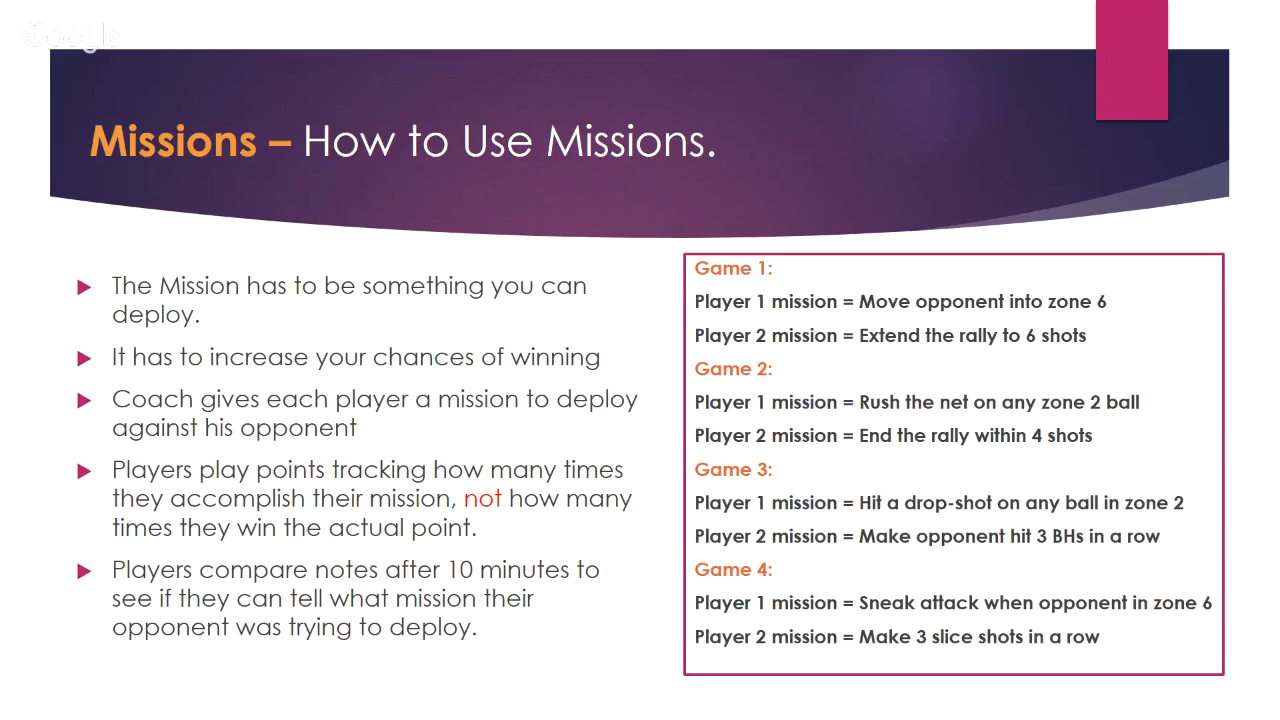 Google
Missions – How to Use Missions.
The Mission has to be something you can
deploy.
It has to increase your chances of winning
Coach gives each player a mission to deploy
against his opponent
Players play points tracking how many times
they accomplish their mission, not how many
times they win the actual point.
Players compare notes after 10 minutes to
see if they can tell what mission their
opponent was trying to deploy.
Game 1:
Player 1 mission = Move opponent into zone 6
Player 2 mission = Extend the rally to 6 shots
Game 2:
Player 1 mission = Rush the net on any zone 2 ball
Player 2 mission = End the rally within 4 shots
Game 3:
Player 1 mission = Hit a drop-shot on any ball in zone 2
Player 2 mission = Make opponent hit 3 BHs in a row
Game 4:
Player 1 mission = Sneak attack when opponent in zone 6
Player 2 mission = Make 3 slice shots in a row